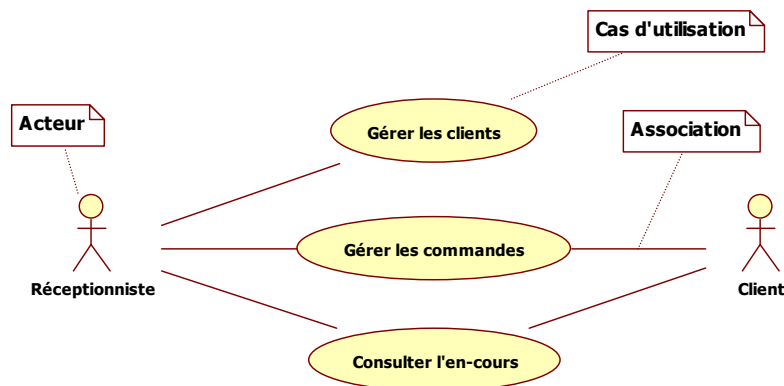 Cas d'utilisation
Acteur
Association
Gérer les clients
Gérer les commandes
Réceptionniste
Client
Consulter l'en-cours